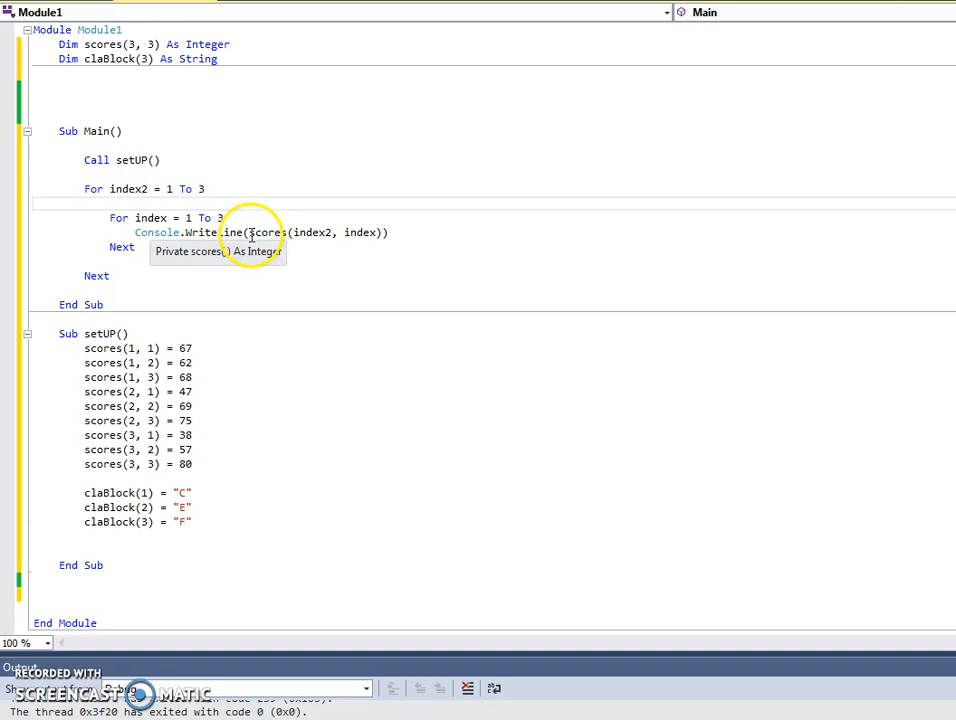 Module1
Main
Module Module1
Dim scores(3, 3) As Integer
Dim claBlock(3) As String
Sub Main()
Call setUP()
For index2 = 1 To 3
For index = 1 To 3
Console.WriteLine(scores(index2, index))
Next
Private scores(,) As Integer
Next
End Sub
Sub setUP()
scores(1, 1) = 67
scores(1, 2) = 62
scores(1, 3) = 68
scores(2, 1) = 47
scores(2, 2) = 69
scores(2, 3) = 75
scores(3, 1) = 38
scores(3, 2) = 57
scores(3, 3) = 80
claBlock(1) = "C"
claBlock(2) = "E"
claBlock(3) = "F"
End Sub
End Module
100 %
Output
RECORDED WITH
SCREENCAST MATIC
Debug
The thread 0x3f20 has exited with code 0 (0x0).